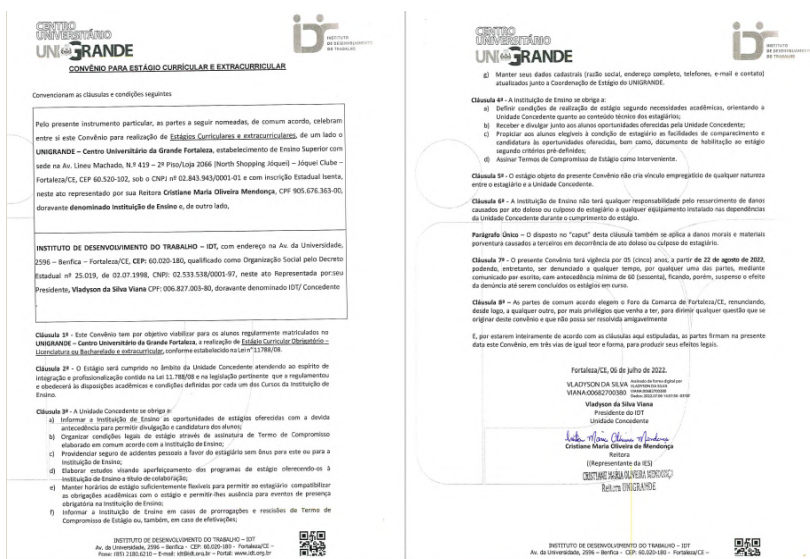 CENTRO
UNIVERSITÁRIO
UNIGRANDE
idt
INSTITUTO
DE DESENVOLVIMENTO
DO TRABALHO
CONVÊNIO PARA ESTÁGIO CURRÍCULAR E EXTRACURRICULAR
Convencionam as cláusulas e condições seguintes
Pelo presente instrumento particular, as partes a seguir nomeadas, de comum acordo, celebram
entre si este Convênio para realização de Estágios Curriculares e extracurriculares, de um lado o
UNIGRANDE – Centro Universitário da Grande Fortaleza, estabelecimento de Ensino Superior com
sede na Av. Lineu Machado, N.º 419 – 2º Piso/Loja 2066 (North Shopping Jóquei) – Jóquei Clube –
Fortaleza/CE, CEP 60.520-102, sob o CNPJ nº 02.843.943/0001-01 e com inscrição Estadual Isenta,
neste ato representado por sua Reitora Cristiane Maria Oliveira Mendonça, CPF 905.676.363-00,
doravante denominado Instituição de Ensino e, de outro lado,
INSTITUTO DE DESENVOLVIMENTO DO TRABALHO – IDT, com endereço na Av. da Universidade,
2596 – Benfica – Fortaleza/CE, CEP: 60.020-180, qualificado como Organização Social pelo Decreto
Estadual nº 25.019, de 02.07.1998, CNPJ: 02.533.538/0001-97, neste ato Representada por:seu
Presidente, Vladyson da Silva Viana CPF: 006.827.003-80, doravante denominado IDT/ Concedente
Cláusula 1ª - Este Convênio tem por objetivo viabilizar para os alunos regularmente matriculados no
UNIGRANDE – Centro Universitário da Grande Fortaleza, a realização de Estágio Curricular Obrigatório –
Licenciatura ou Bacharelado e extracurricular, conforme estabelecido na Lei nº 11788/08.
Cláusula 2ª - O Estágio será cumprido no âmbito da Unidade Concedente atendendo ao espírito de
integração e profissionalização contido na Lei 11.788/08 e na legislação pertinente que a regulamentou
e obedecerá às disposições acadêmicas e condições definidas por cada um dos Cursos da Instituição de
Ensino.
Cláusula 3ª - A Unidade Concedente se obriga a:
a) Informar a Instituição de Ensino as oportunidades de estágios oferecidas com a devida
antecedência para permitir divulgação e candidatura dos alunos;
b) Organizar condições legais de estágio através de assinatura de Termo de Compromisso
elaborado em comum acordo com a Instituição de Ensino;
c) Providenciar seguro de acidentes pessoais a favor do estagiário sem ônus para este ou para a
Instituição de Ensino;
d) Elaborar estudos visando aperfeiçoamento dos programas de estágio oferecendo-os à
Instituição de Ensino a título de colaboração;
e) Manter horários de estágio suficientemente flexíveis para permitir ao estagiário compatibilizar
as obrigações acadêmicas com o estágio e permitir-lhes ausência para eventos de presença
obrigatória na Instituição de Ensino;
f) Informar a Instituição de Ensino em cases de prorrogações e rescisões de Termo de
Compromisso de Estágio ou, também, em caso de efetivações;
INSTITUTO DE DESENVOLVIMENTO DO TRABALHO – IDT
Av. da Universidade, 2596 – Benfica - CEP: 60.020-180 - Fortaleza/CE –
CENTRO
UNIVERSITÁRIO
UNIGRANDE
idt
INSTITUTO
DE DESENVOLVIMENTO
DO TRABALHO
g) Manter seus dados cadastrais (razão social, endereço completo, telefones, e-mail e contato)
atualizados junto a Coordenação de Estágio do UNIGRANDE.
Cláusula 4ª - A Instituição de Ensino se obriga a:
a) Definir condições de realização de estágio segundo necessidades acadêmicas, orientando a
Unidade Concedente quanto ao conteúdo técnico dos estagiários;
b) Receber e divulgar junto aos alunos oportunidades oferecidas pela Unidade Concedente;
c) Propiciar aos alunos elegíveis à condição de estagiário as facilidades de comparecimento e
candidatura às oportunidades oferecidas, bem como, documento de habilitação ao estágio
segundo critérios pré-definidos;
d) Assinar Termos de Compromisso de Estágio como Interveniente.
Cláusula 5ª - O estágio objeto do presente Convênio não cria vínculo empregatício de qualquer natureza
entre o estagiário e a Unidade Concedente.
Cláusula 6ª - A Instituição de Ensino não terá qualquer responsabilidade pelo ressarcimento de danos
causados por ato doloso ou culposo de estagiário a qualquer equipamento instalado nas dependências
da Unidade Concedente durante o cumprimento do estágio.
Parágrafo Único – O disposto no "caput" desta cláusula também se aplica a danos morais e materiais
porventura causados a terceiros em decorrência de ato doloso ou culposo do estagiário.
Cláusula 7ª - O presente Convênio terá vigência por 05 (cinco) anos, a partir de 22 de agosto de 2022,
podendo, entretanto, ser denunciado a qualquer tempo, por qualquer uma das partes, mediante
comunicado por escrito, com antecedência mínima de 60 (sessenta), ficando, porém, suspenso o efeito
da denúncia até serem concluídos os estágios em curso.
Cláusula 8ª - As partes de comum acordo elegem o Foro da Comarca de Fortaleza/CE, renunciando,
desde logo, a qualquer outro, por mais privilégios que venha a ter, para dirimir qualquer questão que se
originar deste convênio e que não possa ser resolvida amigavelmente
E, por estarem inteiramente de acordo com as cláusulas aqui estipuladas, as partes firmam na presente
data este Convênio, em três vias de igual teor e forma, para produzir seus efeitos legais.
Fortaleza/CE, 06 de julho de 2022.
VLADYSON DA SILVA
VIANA:00682700380
Assinado de forma digital por
VLADYSON DA SILVA
VIANA:00682700380
Vladyson da Silva Viana
Presidente do IDT
Unidade Concedente
Cristiane Maria Oliveira de Mendonça
Reitora
((Representante da IES)
CRISTIANE MARIA OLIVEIRA MENDONÇA
Reitora UNIGRANDE
INSTITUTO DE DESENVOLVIMENTO DO TRABALHO – IDT
Av. da Universidade, 2596 – Benfica - CEP: 60.020-180 - Fortaleza/CE –